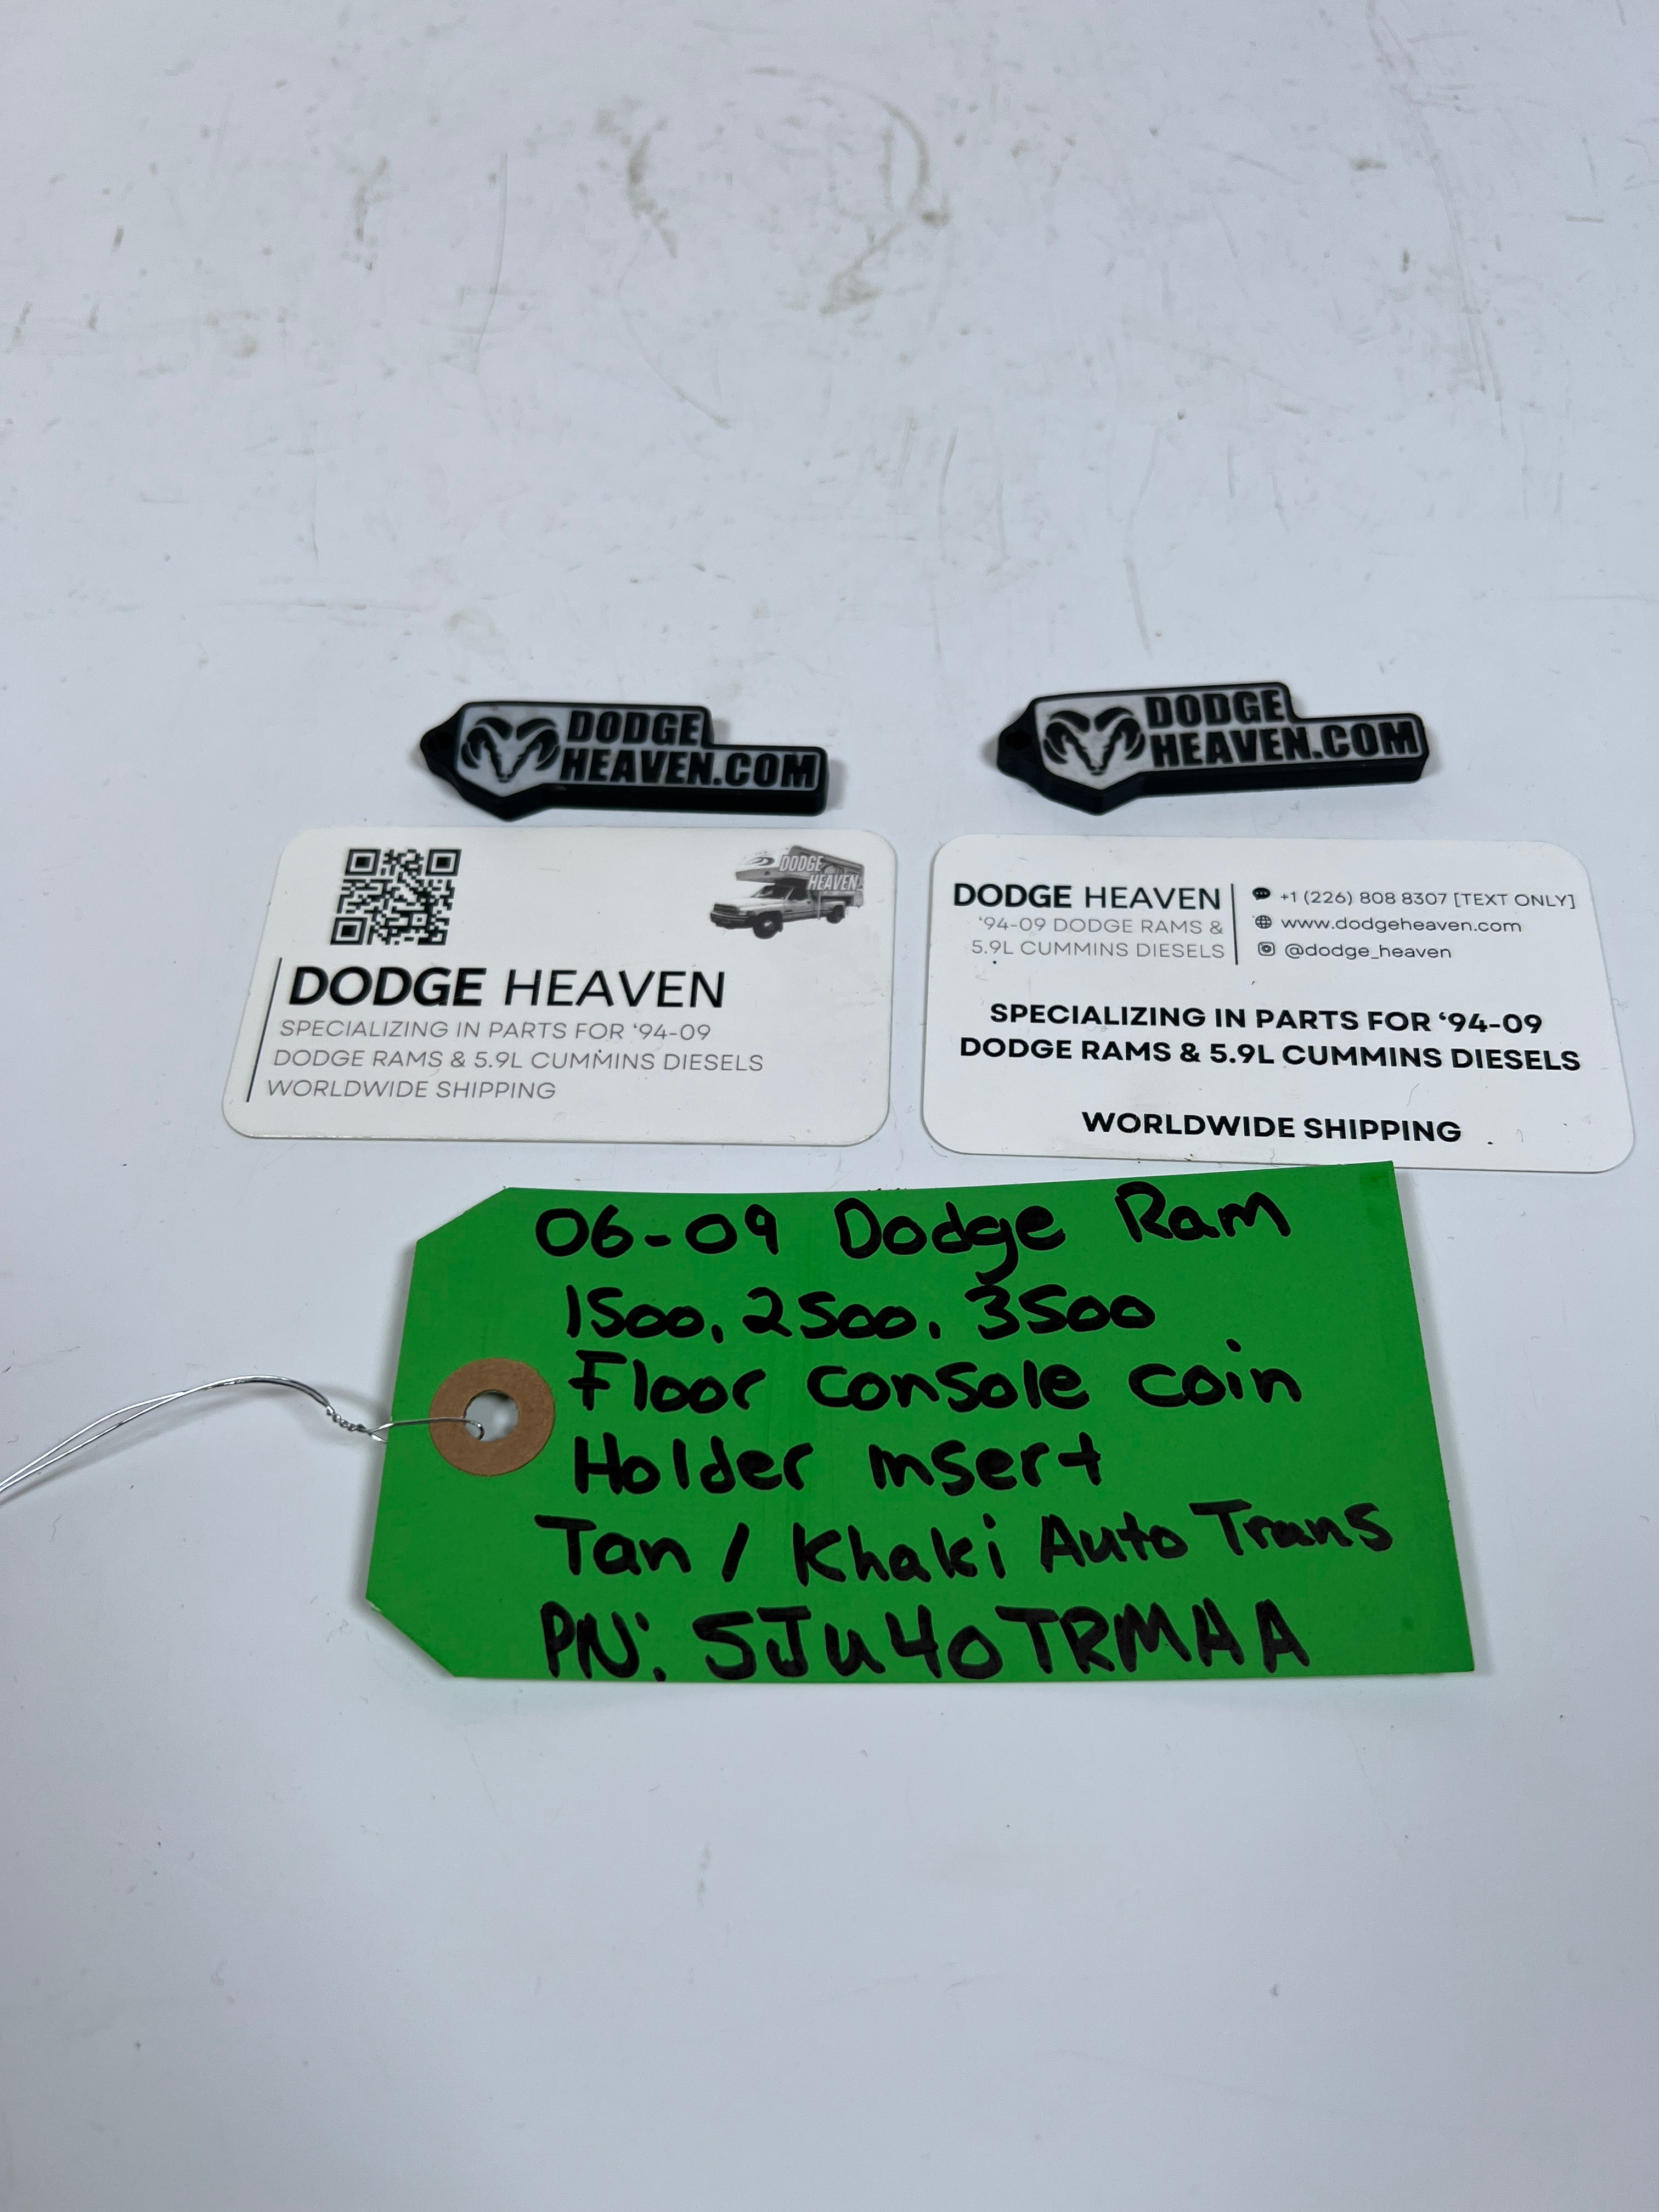 DODGE
HEAVEN.COM
DODGE
HEAVEN.COM
DODGE
HEAVEN
DODGE HEAVEN
SPECIALIZING IN PARTS FOR ‘94-09
DODGE RAMS & 5.9L CUMMINS DIESELS
WORLDWIDE SHIPPING
DODGE HEAVEN
‘94-09 DODGE RAMS &
5.9L CUMMINS DIESELS
+1 (226) 808 8307 [TEXT ONLY]
www.dodgeheaven.com
@dodge_heaven
SPECIALIZING IN PARTS FOR ‘94-09
DODGE RAMS & 5.9L CUMMINS DIESELS
WORLDWIDE SHIPPING
06-09 Dodge Ram
1500, 2500, 3500
Floor console coin
Holder insert
Tan / Khaki Auto Trans
PN: 5Ju40TRMAA